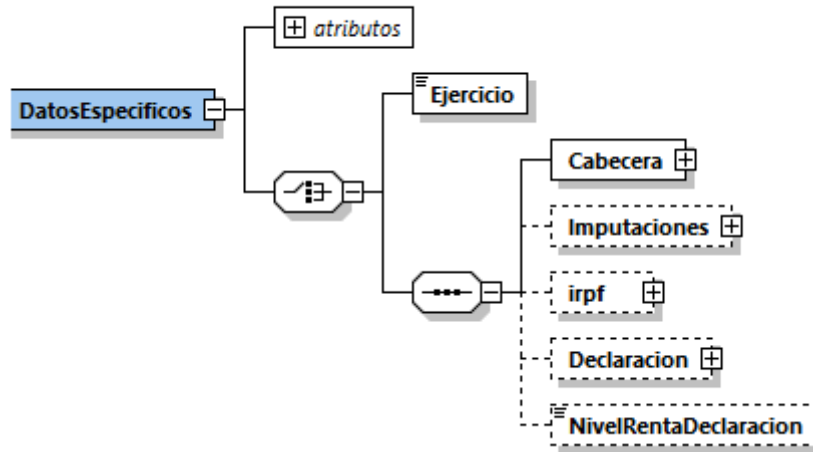 atributos
DatosEspecificos
Ejercicio
Cabecera
Imputaciones
irpf
Declaracion
NivelRentaDeclaracion